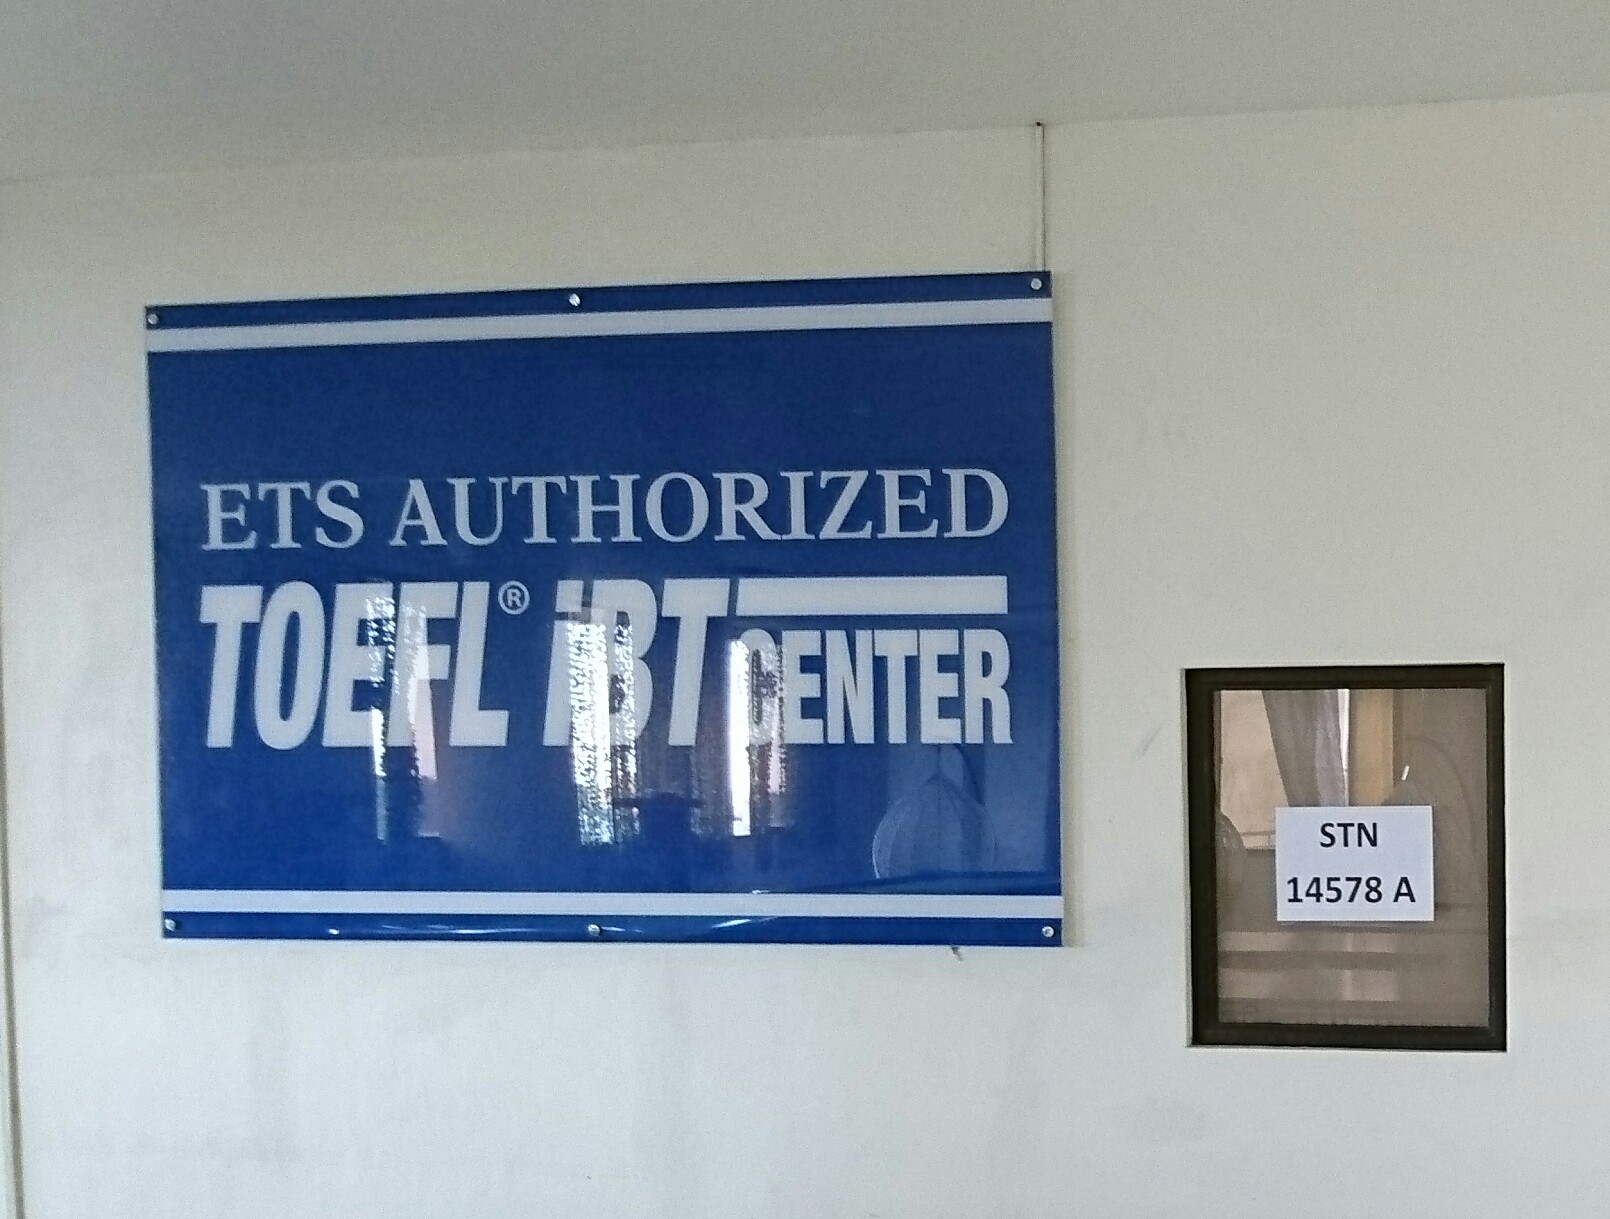 ETS AUTHORIZED
TOEFL® iBT CENTER
STN
14578 A